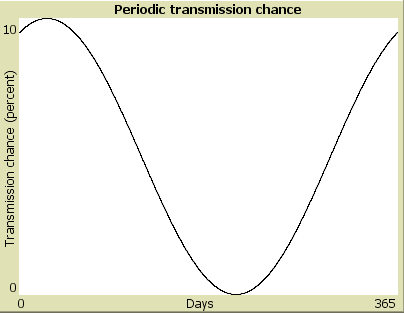 Periodic transmission chance
10
Transmission chance (percent)
0
0 Days 365